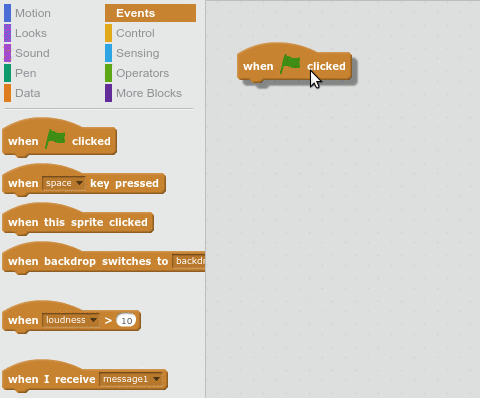 Motion
Events
Looks
Control
Sound
Sensing
Pen
Operators
Data
More Blocks
when clicked
when space key pressed
when this sprite clicked
when backdrop switches to
when loudness > 10
when I receive message1
when clicked